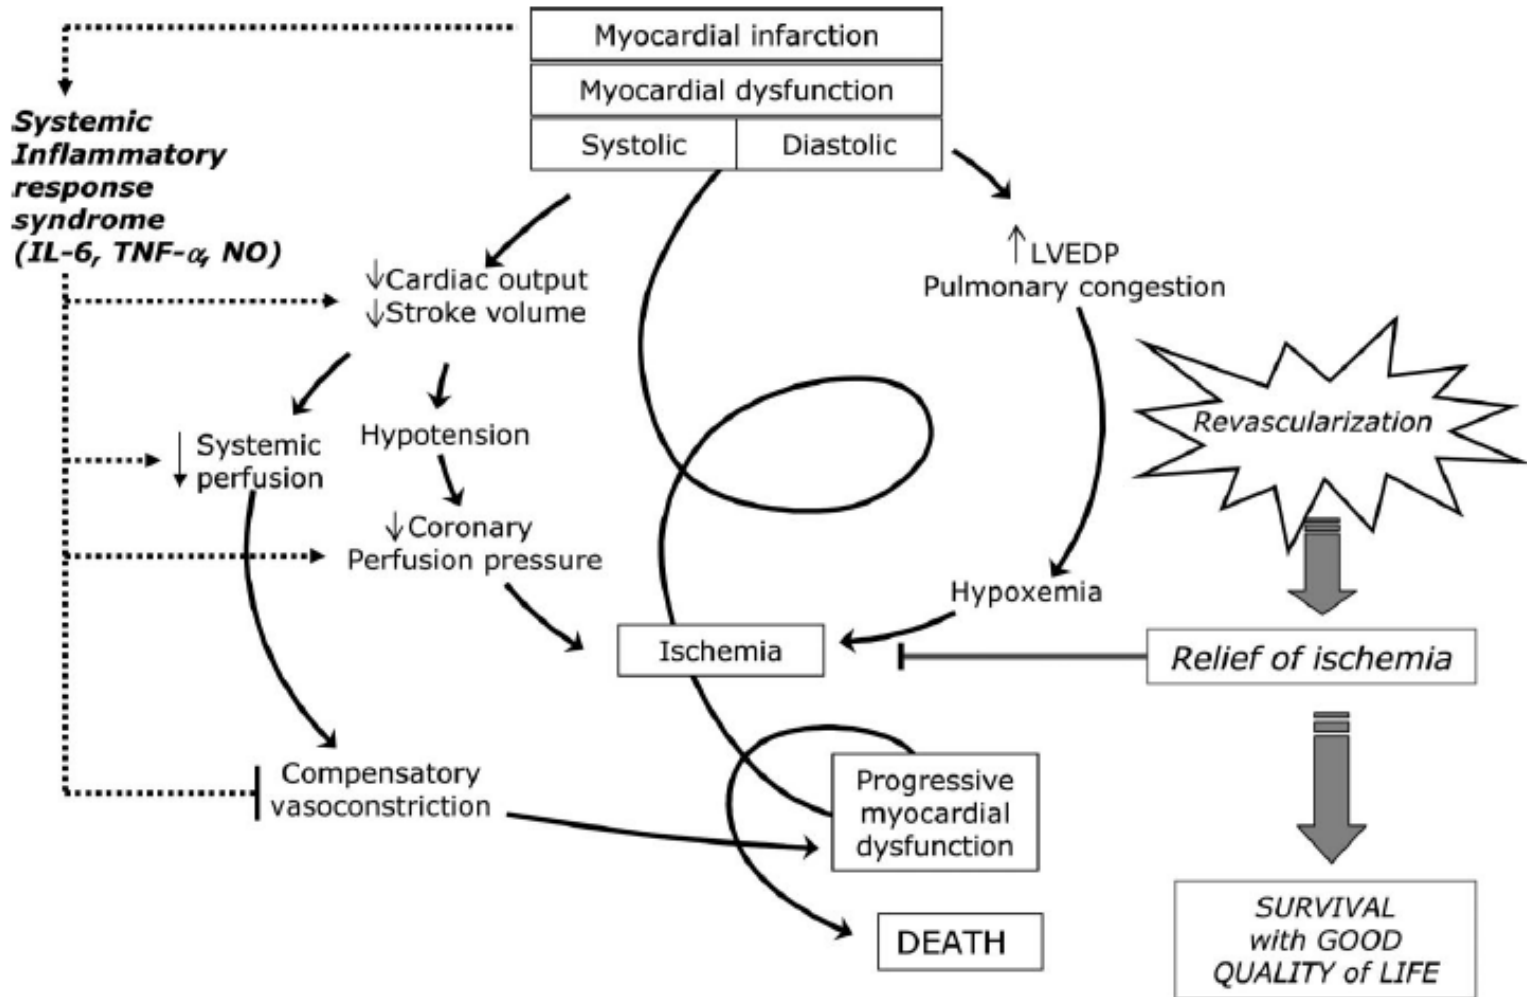 Myocardial infarction
Myocardial dysfunction
Systolic
Diastolic
Systemic
Inflammatory
response
syndrome
(IL-6, TNF-α, NO)
↓Cardiac output
↓Stroke volume
↑LVEDP
Pulmonary congestion
Revascularization
↓ Systemic
perfusion
Hypotension
↓Coronary
Perfusion pressure
Hypoxemia
Ischemia
Relief of ischemia
Compensatory
vasoconstriction
Progressive
myocardial
dysfunction
DEATH
SURVIVAL
with GOOD
QUALITY of LIFE